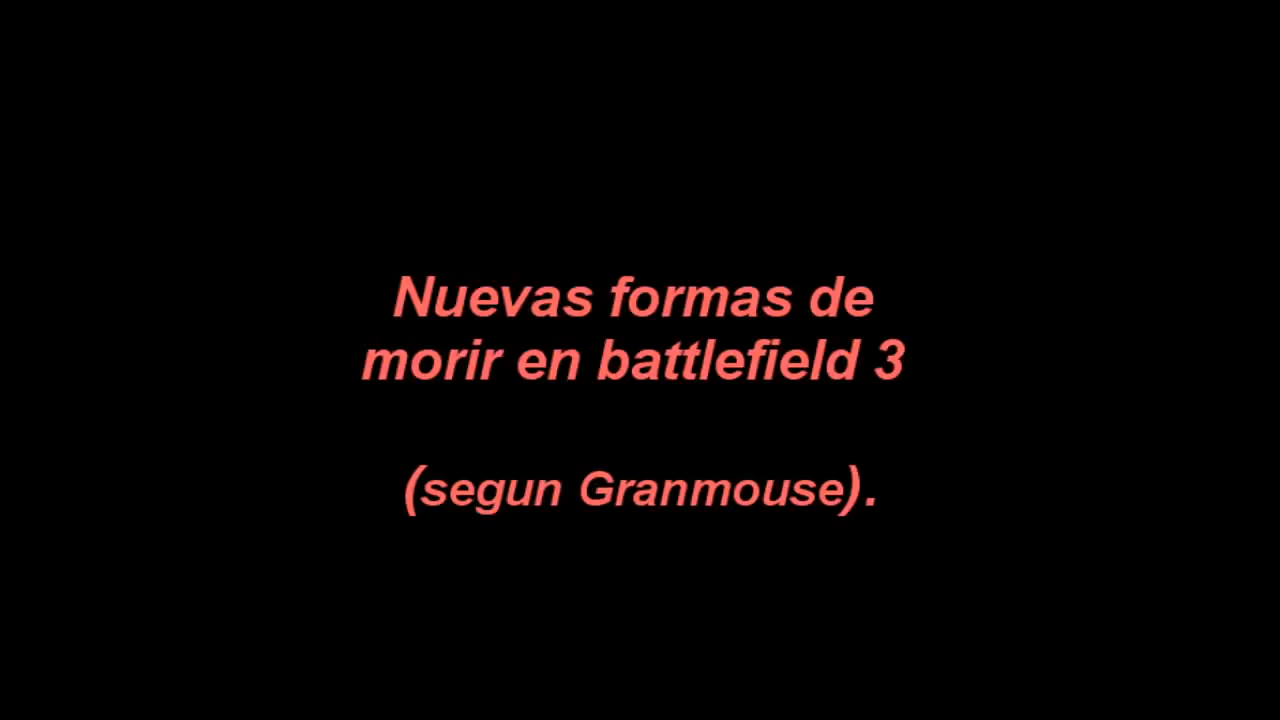 Nuevas formas de
morir en battlefield 3
(segun Granmouse).